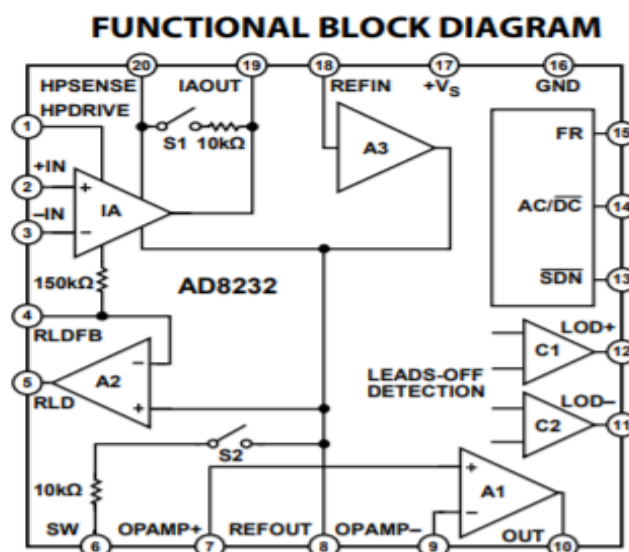 FUNCTIONAL BLOCK DIAGRAM
20 19 18 17 16
HPSENSE IAOUT REFIN +VS GND
HPDRIVE
1
S1 10kΩ
A3
FR 15
+IN
2
IA
–IN
3
AC/DC 14
150kΩ
AD8232
SDN 13
4
RLDFB
LOD+
C1 12
A2
5
RLD
LEADS-OFF
DETECTION
LOD–
C2 11
S2
10kΩ
A1
SW OPAMP+ REFOUT OPAMP– OUT
6 7 8 9 10